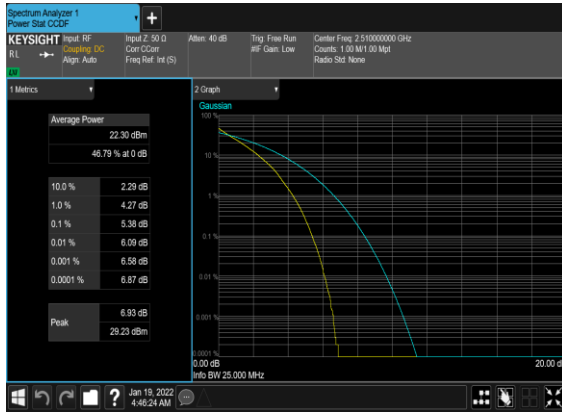 Spectrum Analyzer 1
Power Stat CCDF
+
KEYSIGHT
RL
Input: RF
Coupling: DC
Align: Auto
Input Z: 50 Ω
Corr CCorr
Freq Ref: Int (S)
Atten: 40 dB
Trig: Free Run
#IF Gain: Low
Center Freq: 2.510000000 GHz
Counts: 1.00 M/1.00 Mpt
Radio Std: None
1 Metrics
Average Power
22.30 dBm
46.79 % at 0 dB
10.0 % 2.29 dB
1.0 % 4.27 dB
0.1 % 5.38 dB
0.01 % 6.09 dB
0.001 % 6.58 dB
0.0001 % 6.87 dB
Peak
6.93 dB
29.23 dBm
2 Graph
Gaussian
100 %
10 %
1 %
0.1 %
0.01 %
0.001 %
0.0001 %
0.00 dB
20.00 d
Info BW 25.000 MHz
?
Jan 19, 2022
4:46:24 AM